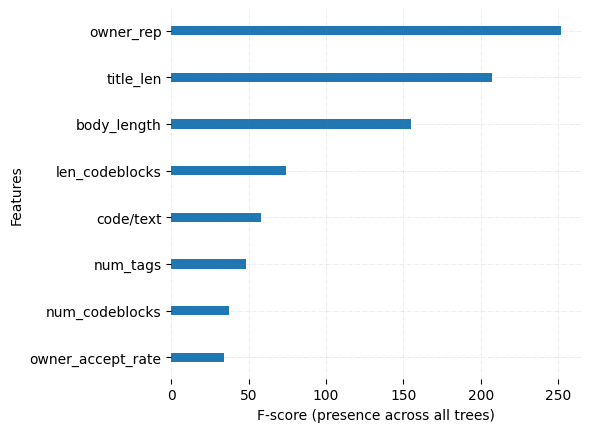 owner_rep
title_len
body_length
len_codeblocks
code/text
num_tags
num_codeblocks
owner_accept_rate
Features
0 50 100 150 200 250
F-score (presence across all trees)